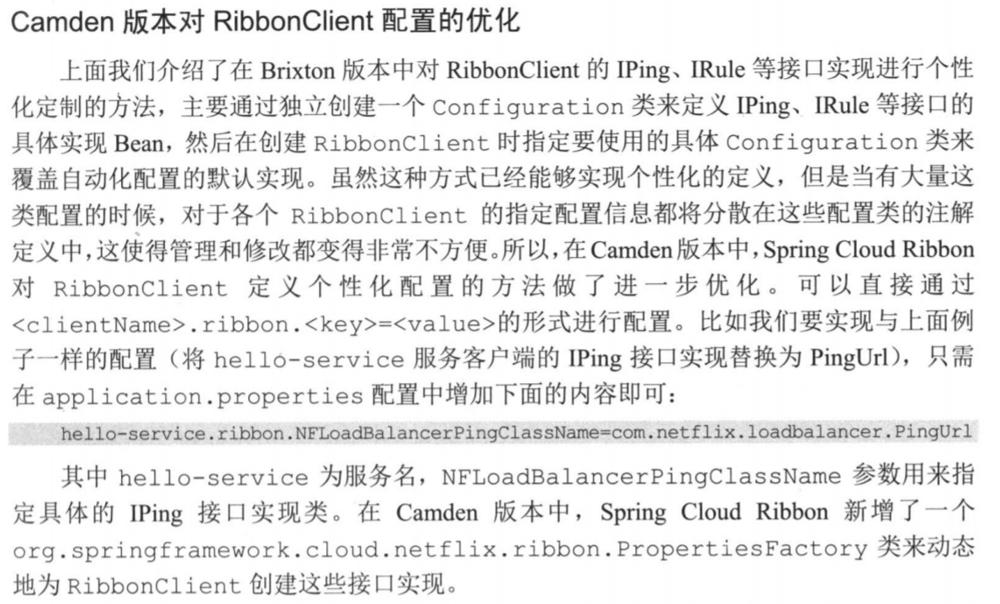 Camden 版本对 RibbonClient 配置的优化
上面我们介绍了在 Brixton 版本中对 RibbonClient 的 IPing、IRule 等接口实现进行个性
化定制的方法，主要通过独立创建一个 Configuration 类来定义 IPing、IRule 等接口的
具体实现 Bean，然后在创建 RibbonClient 时指定要使用的具体 Configuration 类来
覆盖自动化配置的默认实现。虽然这种方式已经能够实现个性化的定义，但是当有大量这
类配置的时候，对于各个 RibbonClient 的指定配置信息都将分散在这些配置类的注解
定义中，这使得管理和修改都变得非常不方便。所以，在 Camden 版本中，Spring Cloud Ribbon
对 RibbonClient 定义个性化配置的方法做了进一步优化。可以直接通过
<clientName>.ribbon.<key>=<value>的形式进行配置。比如我们要实现与上面例
子一样的配置（将 hello-service 服务客户端的 IPing 接口实现替换为 PingUrl），只需
在 application.properties 配置中增加下面的内容即可：
hello-service.ribbon.NFLoadBalancerPingClassName=com.netflix.loadbalancer.PingUrl
其中 hello-service 为服务名，NFLoadBalancerPingClassName 参数用来指
定具体的 IPing 接口实现类。在 Camden 版本中，Spring Cloud Ribbon 新增了一个
org.springframework.cloud.netflix.ribbon.PropertiesFactory 类来动态
地为 RibbonClient 创建这些接口实现。